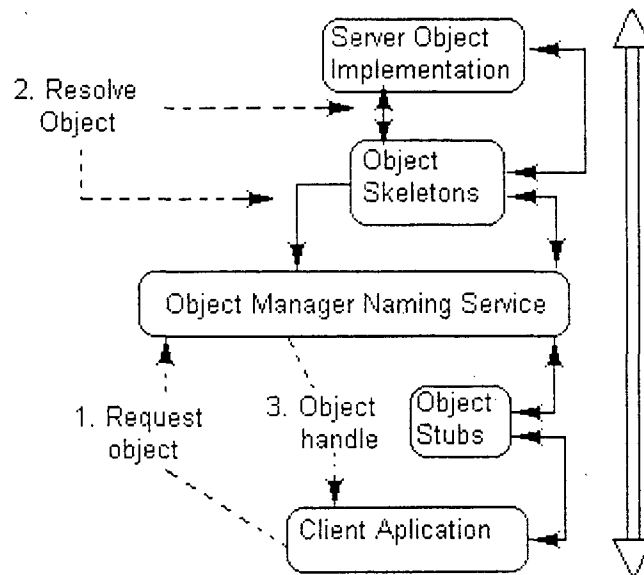 Server Object
Implementation
2. Resolve
Object
Object
Skeletons
Object Manager Naming Service
1. Request
object
3. Object
handle
Object
Stubs
Client Aplication